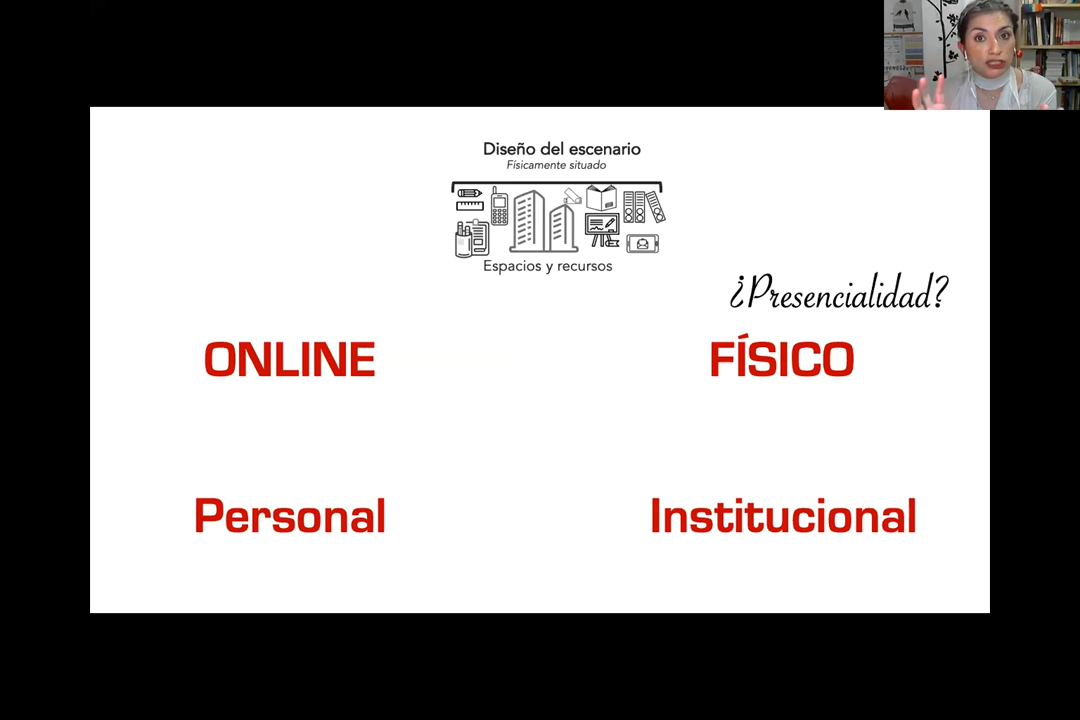 Diseño del escenario
Físicamente situado
Espacios y recursos
¿Presencialidad?
ONLINE
FÍSICO
Personal
Institucional